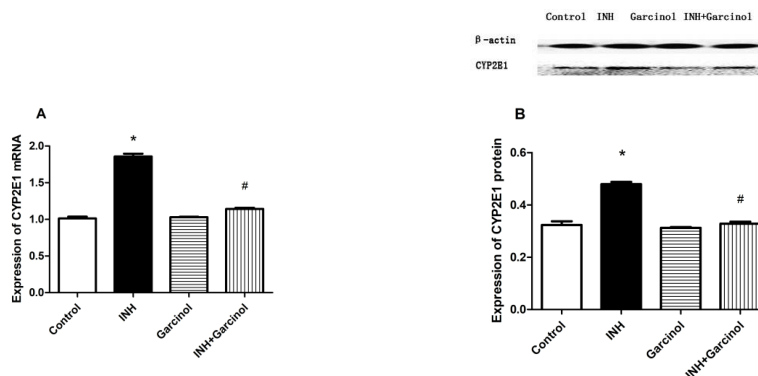 Control INH Garcinol INH+Garcinol
β-actin
CYP2E1
A
Expression of CYP2E1 mRNA
2.0
1.5
1.0
0.5
0.0
*
#
Control
INH
Garcinol
INH+Garcinol
B
Expression of CYP2E1 protein
0.6
0.4
0.2
0.0
*
#
Control
INH
Garcinol
INH+Garcinol